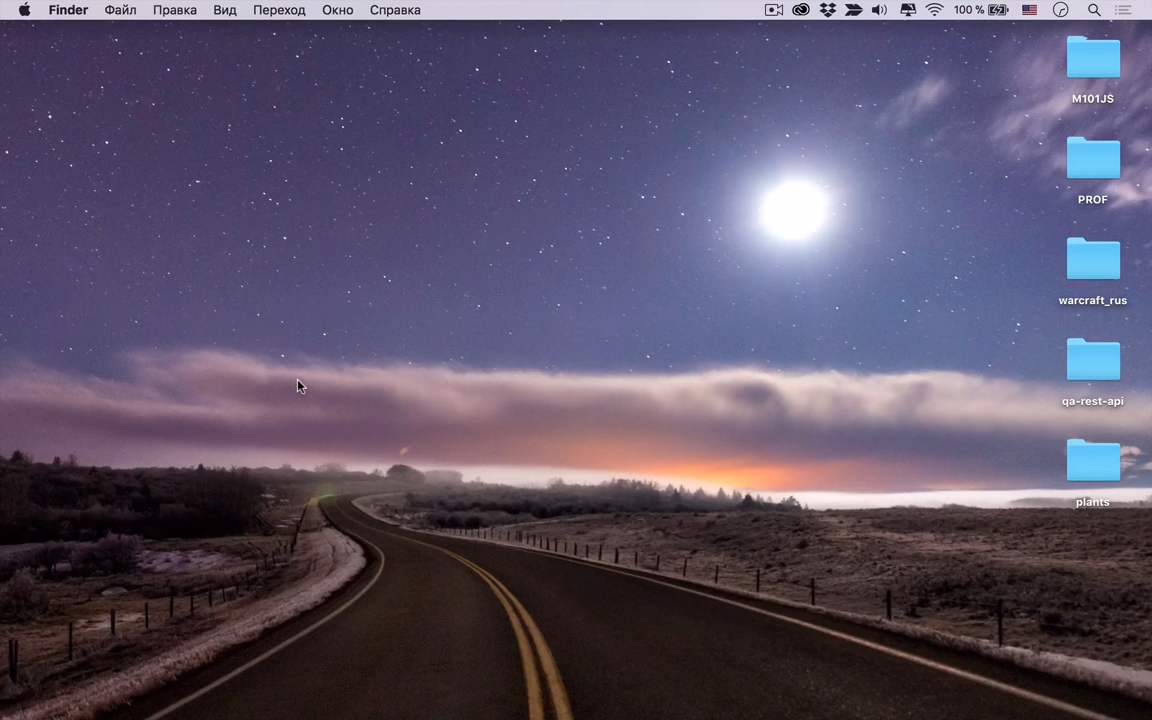 Finder Файл Правка Вид Переход Окно Справка 100 %
M101JS
PROF
warcraft_rus
qa-rest-api
plants